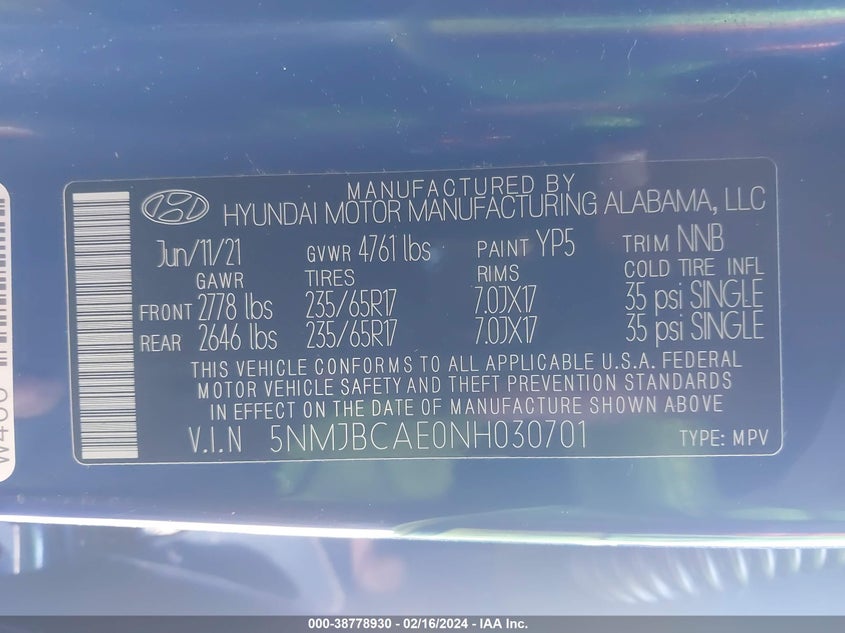 MANUFACTURED BY
HYUNDAI MOTOR MANUFACTURING ALABAMA, LLC
Jun/11/21 GVWR 4761 lbs PAINT YP5 TRIM NNB
GAWR TIRES RIMS COLD TIRE INFL
FRONT 2778 lbs 235/65R17 7.0JX17 35 psi SINGLE
REAR 2646 lbs 235/65R17 7.0JX17 35 psi SINGLE
THIS VEHICLE CONFORMS TO ALL APPLICABLE U.S.A. FEDERAL
MOTOR VEHICLE SAFETY AND THEFT PREVENTION STANDARDS
IN EFFECT ON THE DATE OF MANUFACTURE SHOWN ABOVE
V.I.N 5NMJBCAE0NH030701 TYPE: MPV
000-38778930 - 02/16/2024 - IAA Inc.